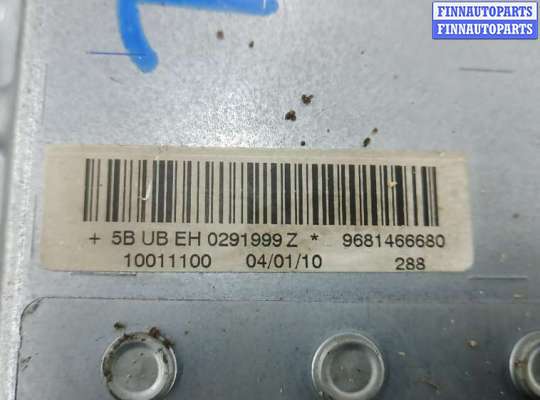 FINNAUTOPARTS
FINNAUTOPARTS
+ 5B UB EH 0291999 Z * 9681466680
10011100 04/01/10 288